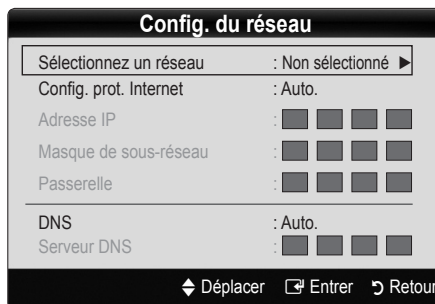 Config. du réseau
Sélectionnez un réseau : Non sélectionné ►
Config. prot. Internet : Auto.
Adresse IP :
Masque de sous-réseau :
Passerelle :
DNS : Auto.
Serveur DNS :
Déplacer Entrer Retour